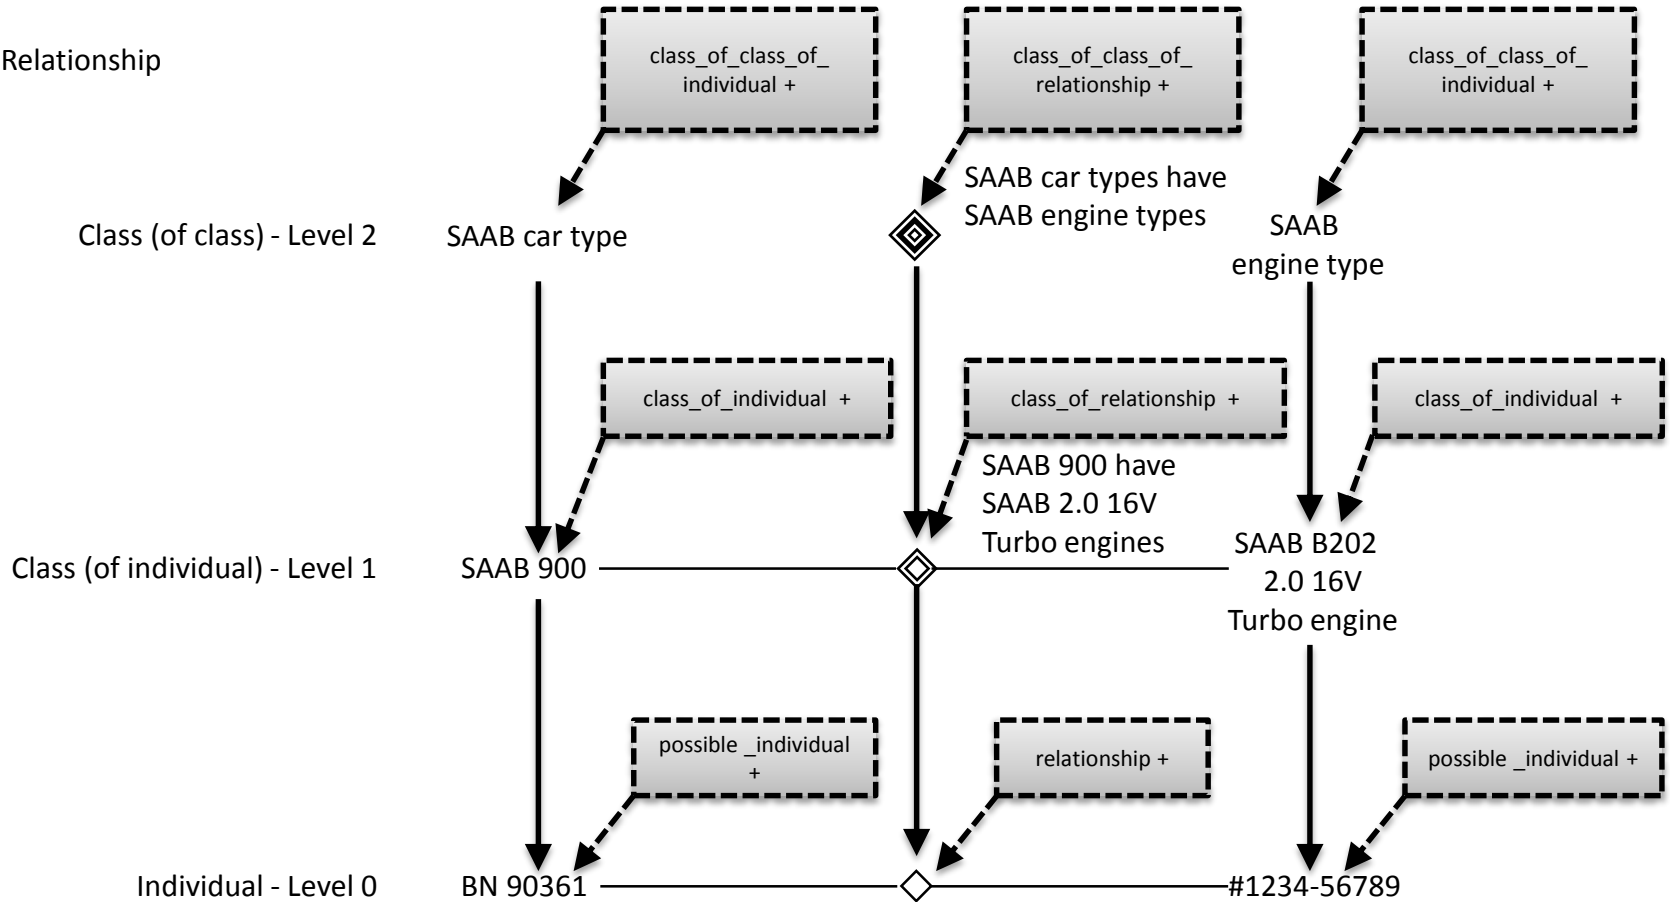 Relationship
class_of_class_of_
individual +
class_of_class_of_
relationship +
class_of_class_of_
individual +
SAAB car types have
SAAB engine types
Class (of class) - Level 2
SAAB car type
SAAB
engine type
class_of_individual +
class_of_relationship +
class_of_individual +
SAAB 900 have
SAAB 2.0 16V
Turbo engines
Class (of individual) - Level 1
SAAB 900
SAAB B202
2.0 16V
Turbo engine
possible _individual
+
relationship +
possible _individual +
Individual - Level 0
BN 90361
#1234-56789